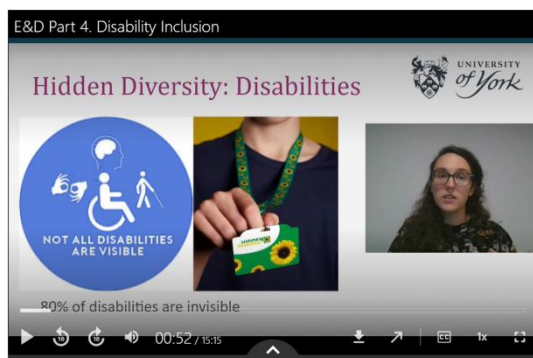 E&D Part 4. Disability Inclusion
Hidden Diversity: Disabilities
UNIVERSITY
of York
NOT ALL DISABILITIES
ARE VISIBLE
HIDDEN
80% of disabilities are invisible
10
10
00:52 / 15:15
CC
1x